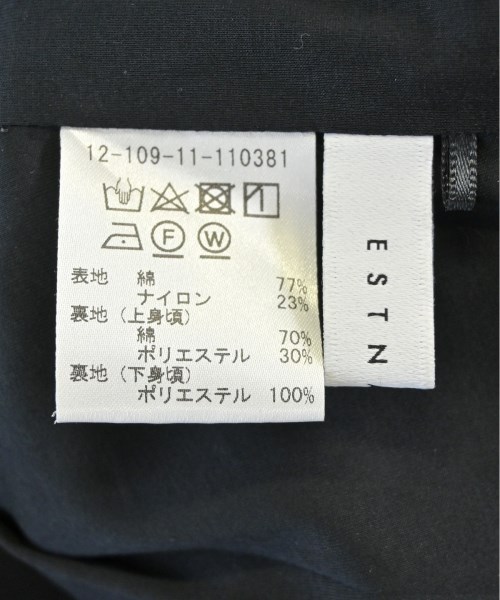 12-109-11-110381
F W
表地 綿 77%
ナイロン 23%
裏地(上身頃)
綿 70%
ポリエステル 30%
裏地(下身頃)
ポリエステル 100%
ESTN